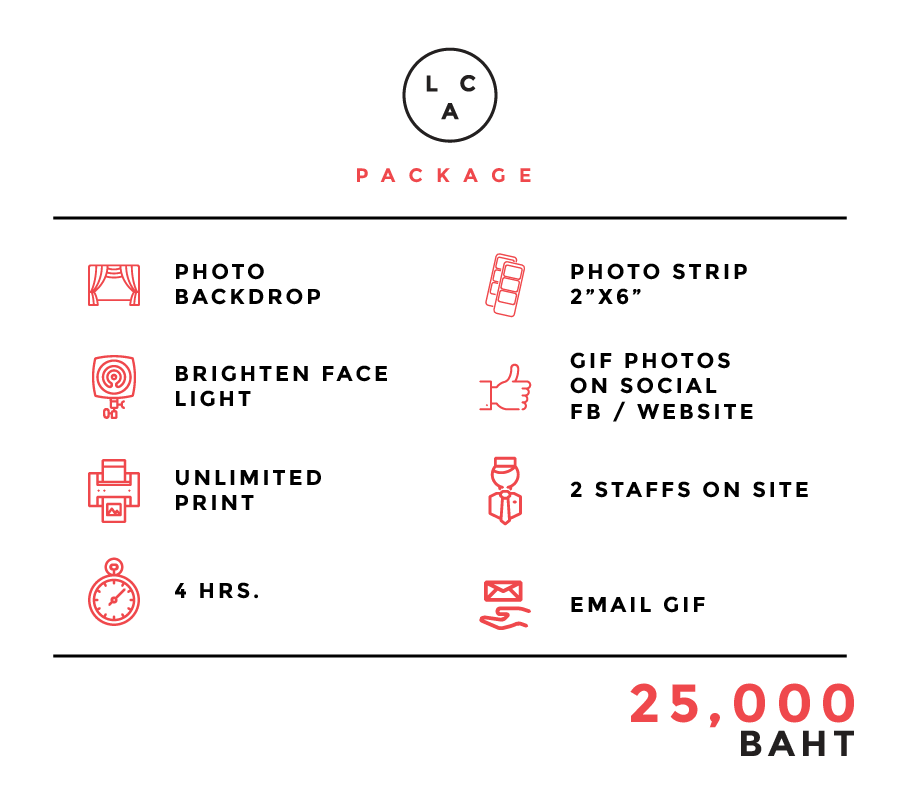 L C
A
PACKAGE
PHOTO
BACKDROP
BRIGHTEN FACE
LIGHT
UNLIMITED
PRINT
4 HRS.
PHOTO STRIP
2”X6”
GIF PHOTOS
ON SOCIAL
FB / WEBSITE
2 STAFFS ON SITE
EMAIL GIF
25,000
BAHT